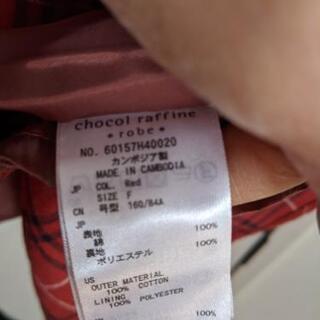 chocol raffine
• robe •
NO. 60157H40020
カンボジア製
MADE IN CAMBODIA
JP COL. Red
SIZE F
CN 号型 160/84A
JP
表地 100%
綿
裏地 100%
ポリエステル
US
OUTER MATERIAL
100% COTTON
LINING
100% POLYESTER
100%